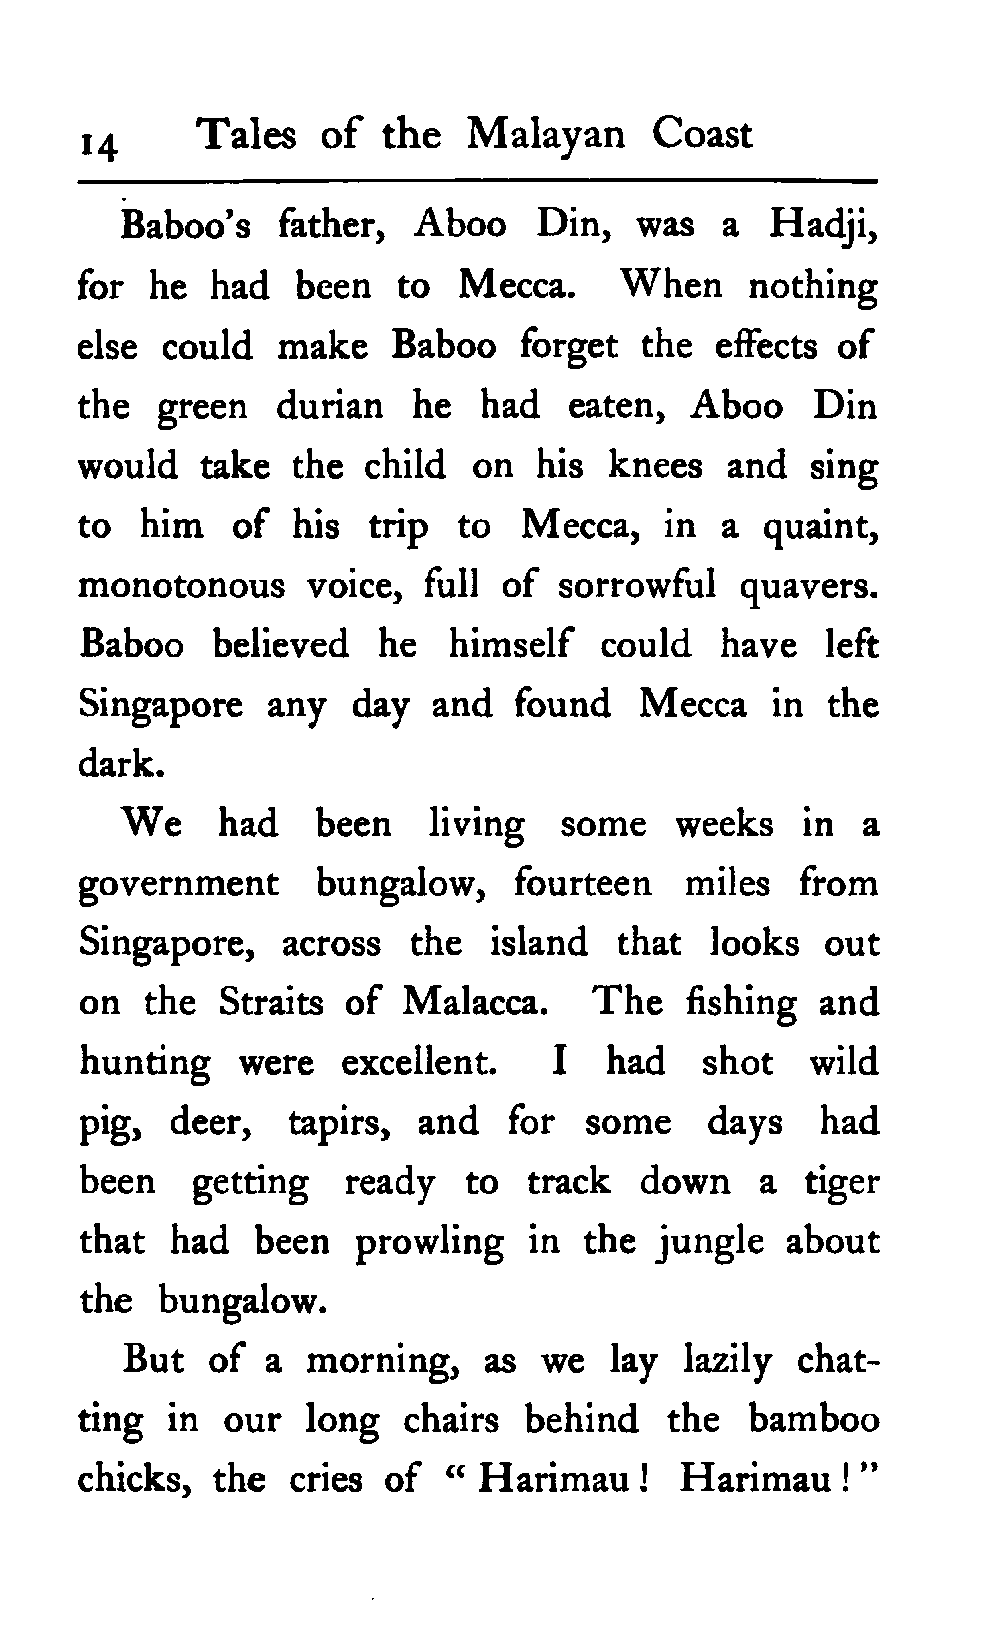 14 Tales of the Malayan Coast
Baboo's father, Aboo Din, was a Hadji,
for he had been to Mecca. When nothing
else could make Baboo forget the effects of
the green durian he had eaten, Aboo Din
would take the child on his knees and sing
to him of his trip to Mecca, in a quaint,
monotonous voice, full of sorrowful quavers.
Baboo believed he himself could have left
Singapore any day and found Mecca in the
dark.
We had been living some weeks in a
government bungalow, fourteen miles from
Singapore, across the island that looks out
on the Straits of Malacca. The fishing and
hunting were excellent. I had shot wild
pig, deer, tapirs, and for some days had
been getting ready to track down a tiger
that had been prowling in the jungle about
the bungalow.
But of a morning, as we lay lazily chat-
ting in our long chairs behind the bamboo
chicks, the cries of “ Harimau ! Harimau ! ”